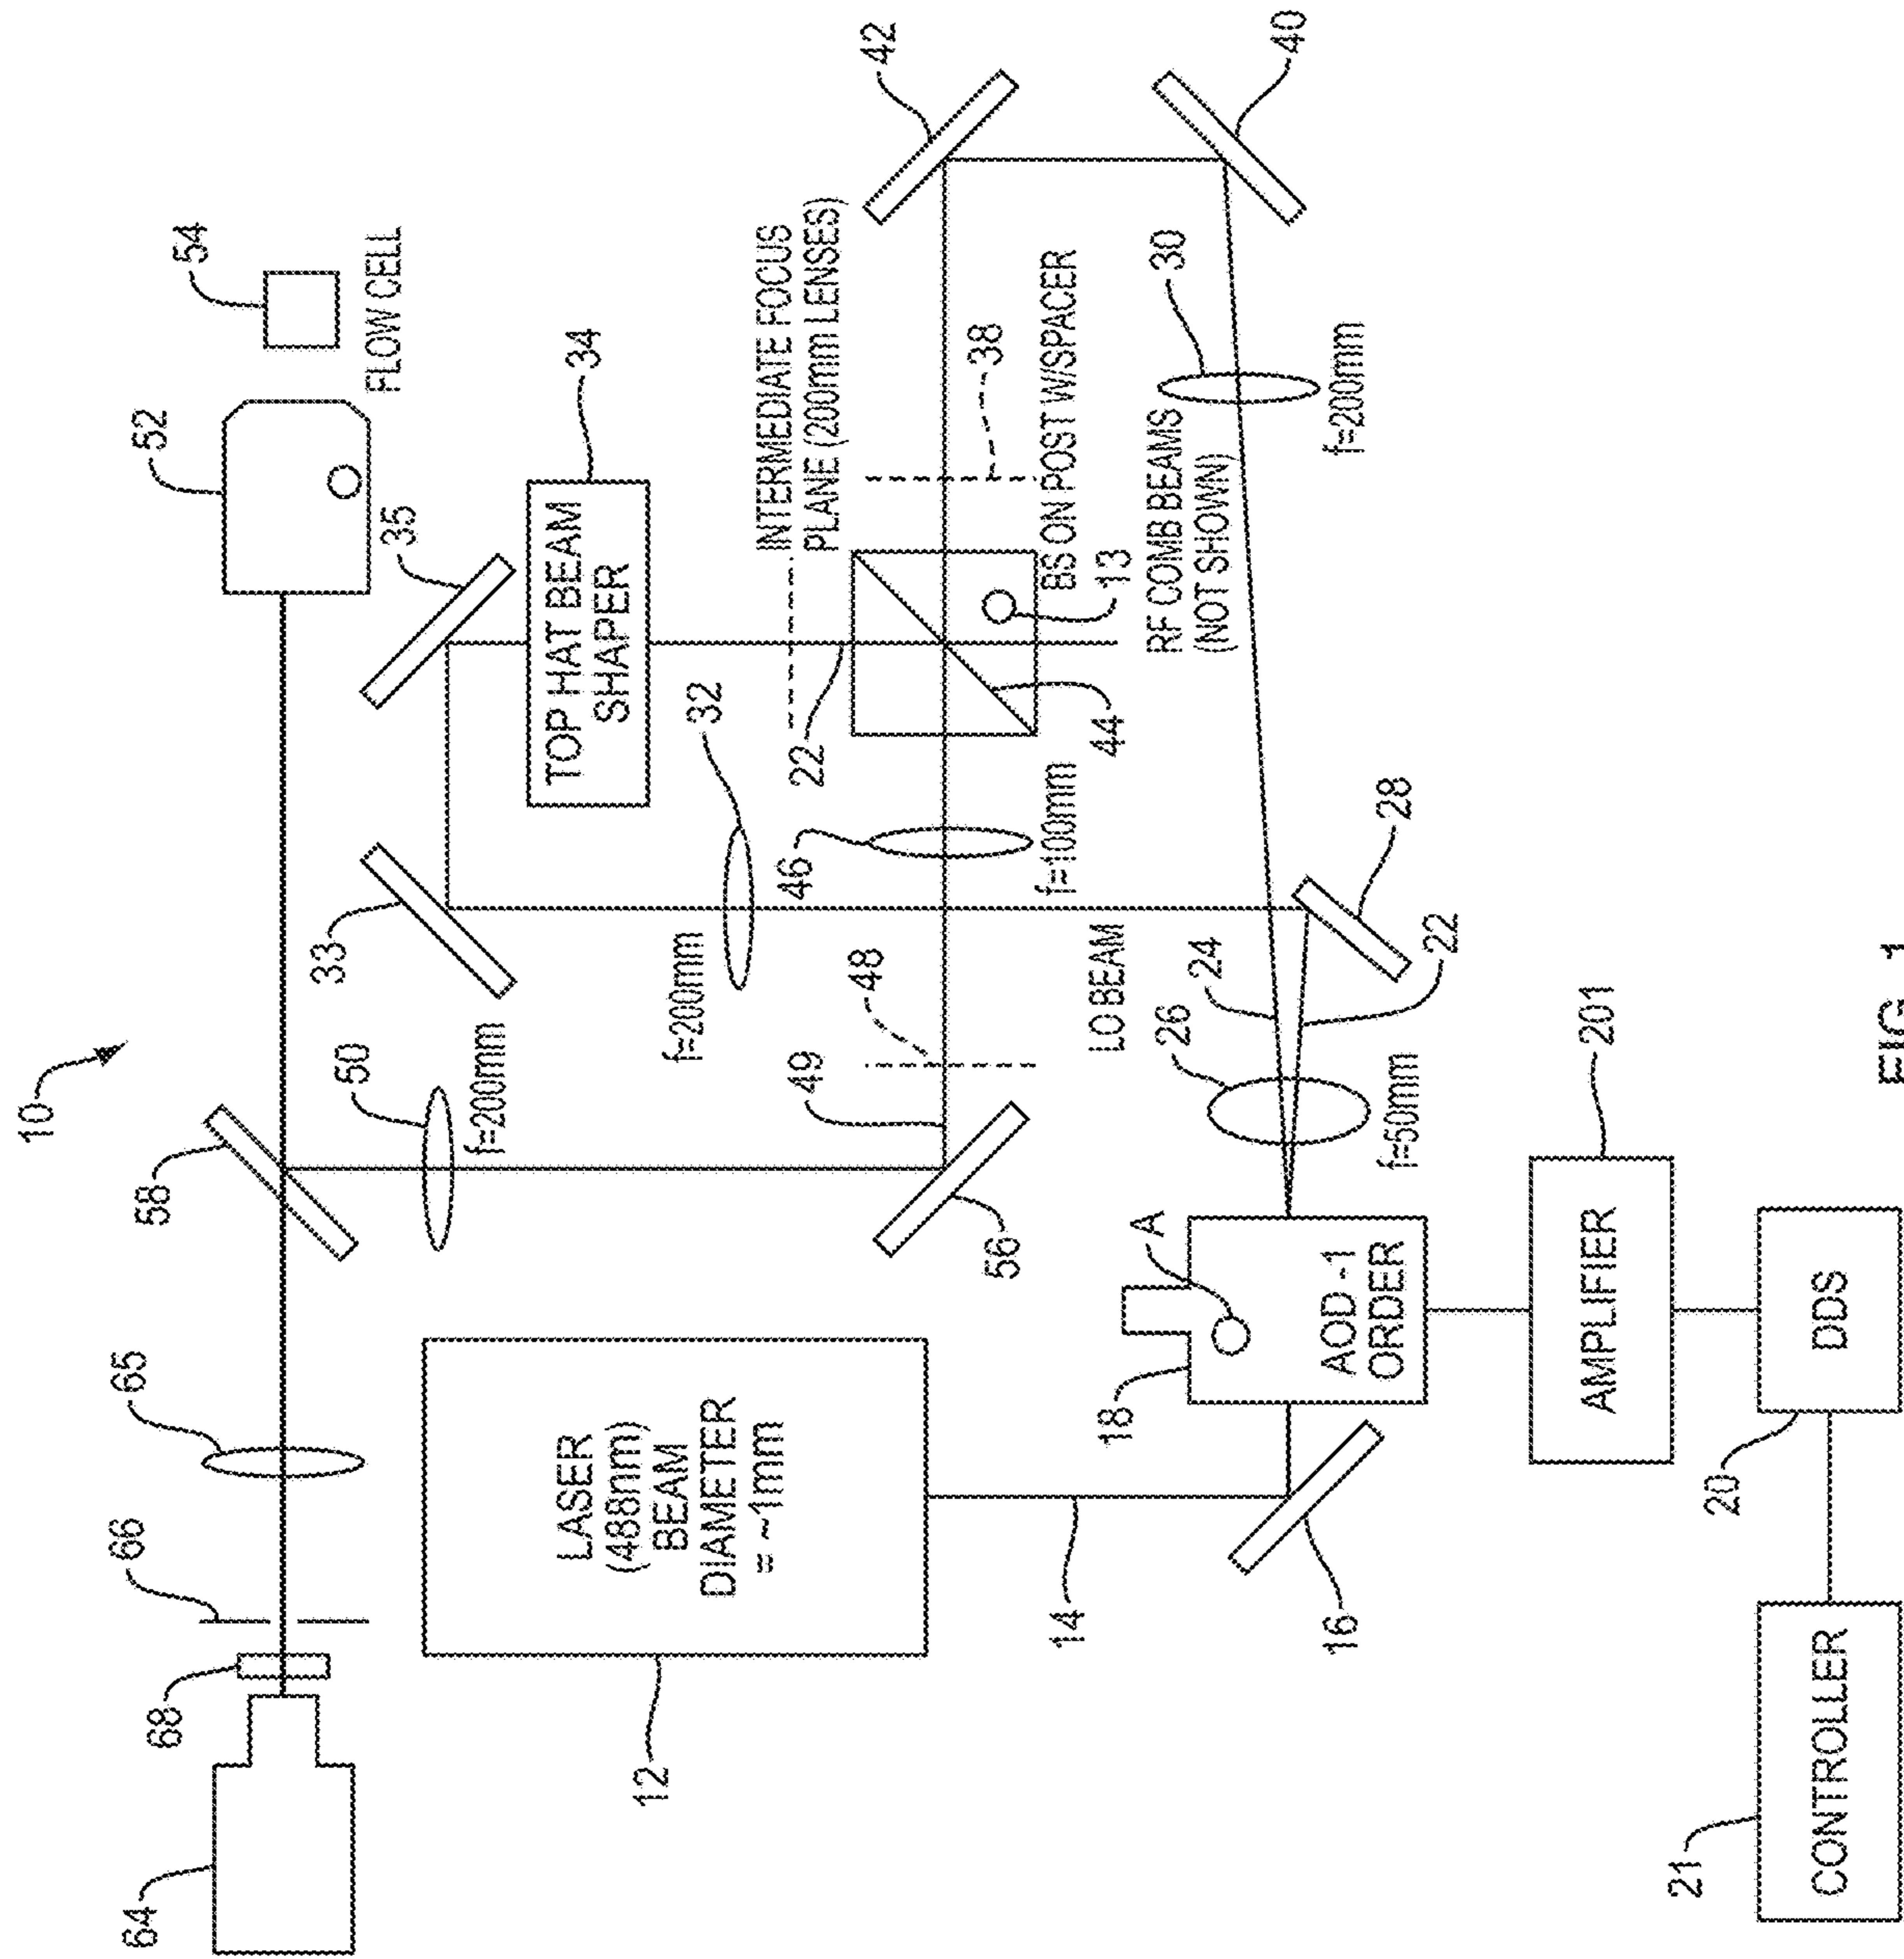 10
64
68
66
65
58
52
54
FLOW CELL
12
LASER
(488nm)
BEAM
DIAMETER
= ~1mm
50
f=200mm
33
32
f=200mm
35
TOP HAT BEAM
SHAPER
34
INTERMEDIATE FOCUS
PLANE (200mm LENSES)
42
22
38
BS ON POST W/SPACER
13
44
46
f=100mm
48
49
56
14
16
18
A
AOD -1
ORDER
LO BEAM
26
f=50mm
24
22
28
RF COMB BEAMS
(NOT SHOWN)
30
f=200mm
40
201
AMPLIFIER
20
DDS
21
CONTROLLER
FIG. 1